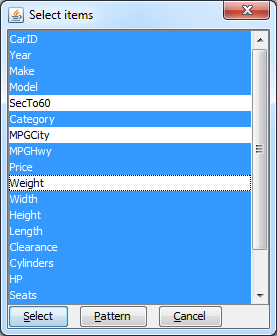 Select items
CarID
Year
Make
Model
SecTo60
Category
MPGCity
MPGHwy
Price
Weight
Width
Height
Length
Clearance
Cylinders
HP
Seats
Select Pattern Cancel